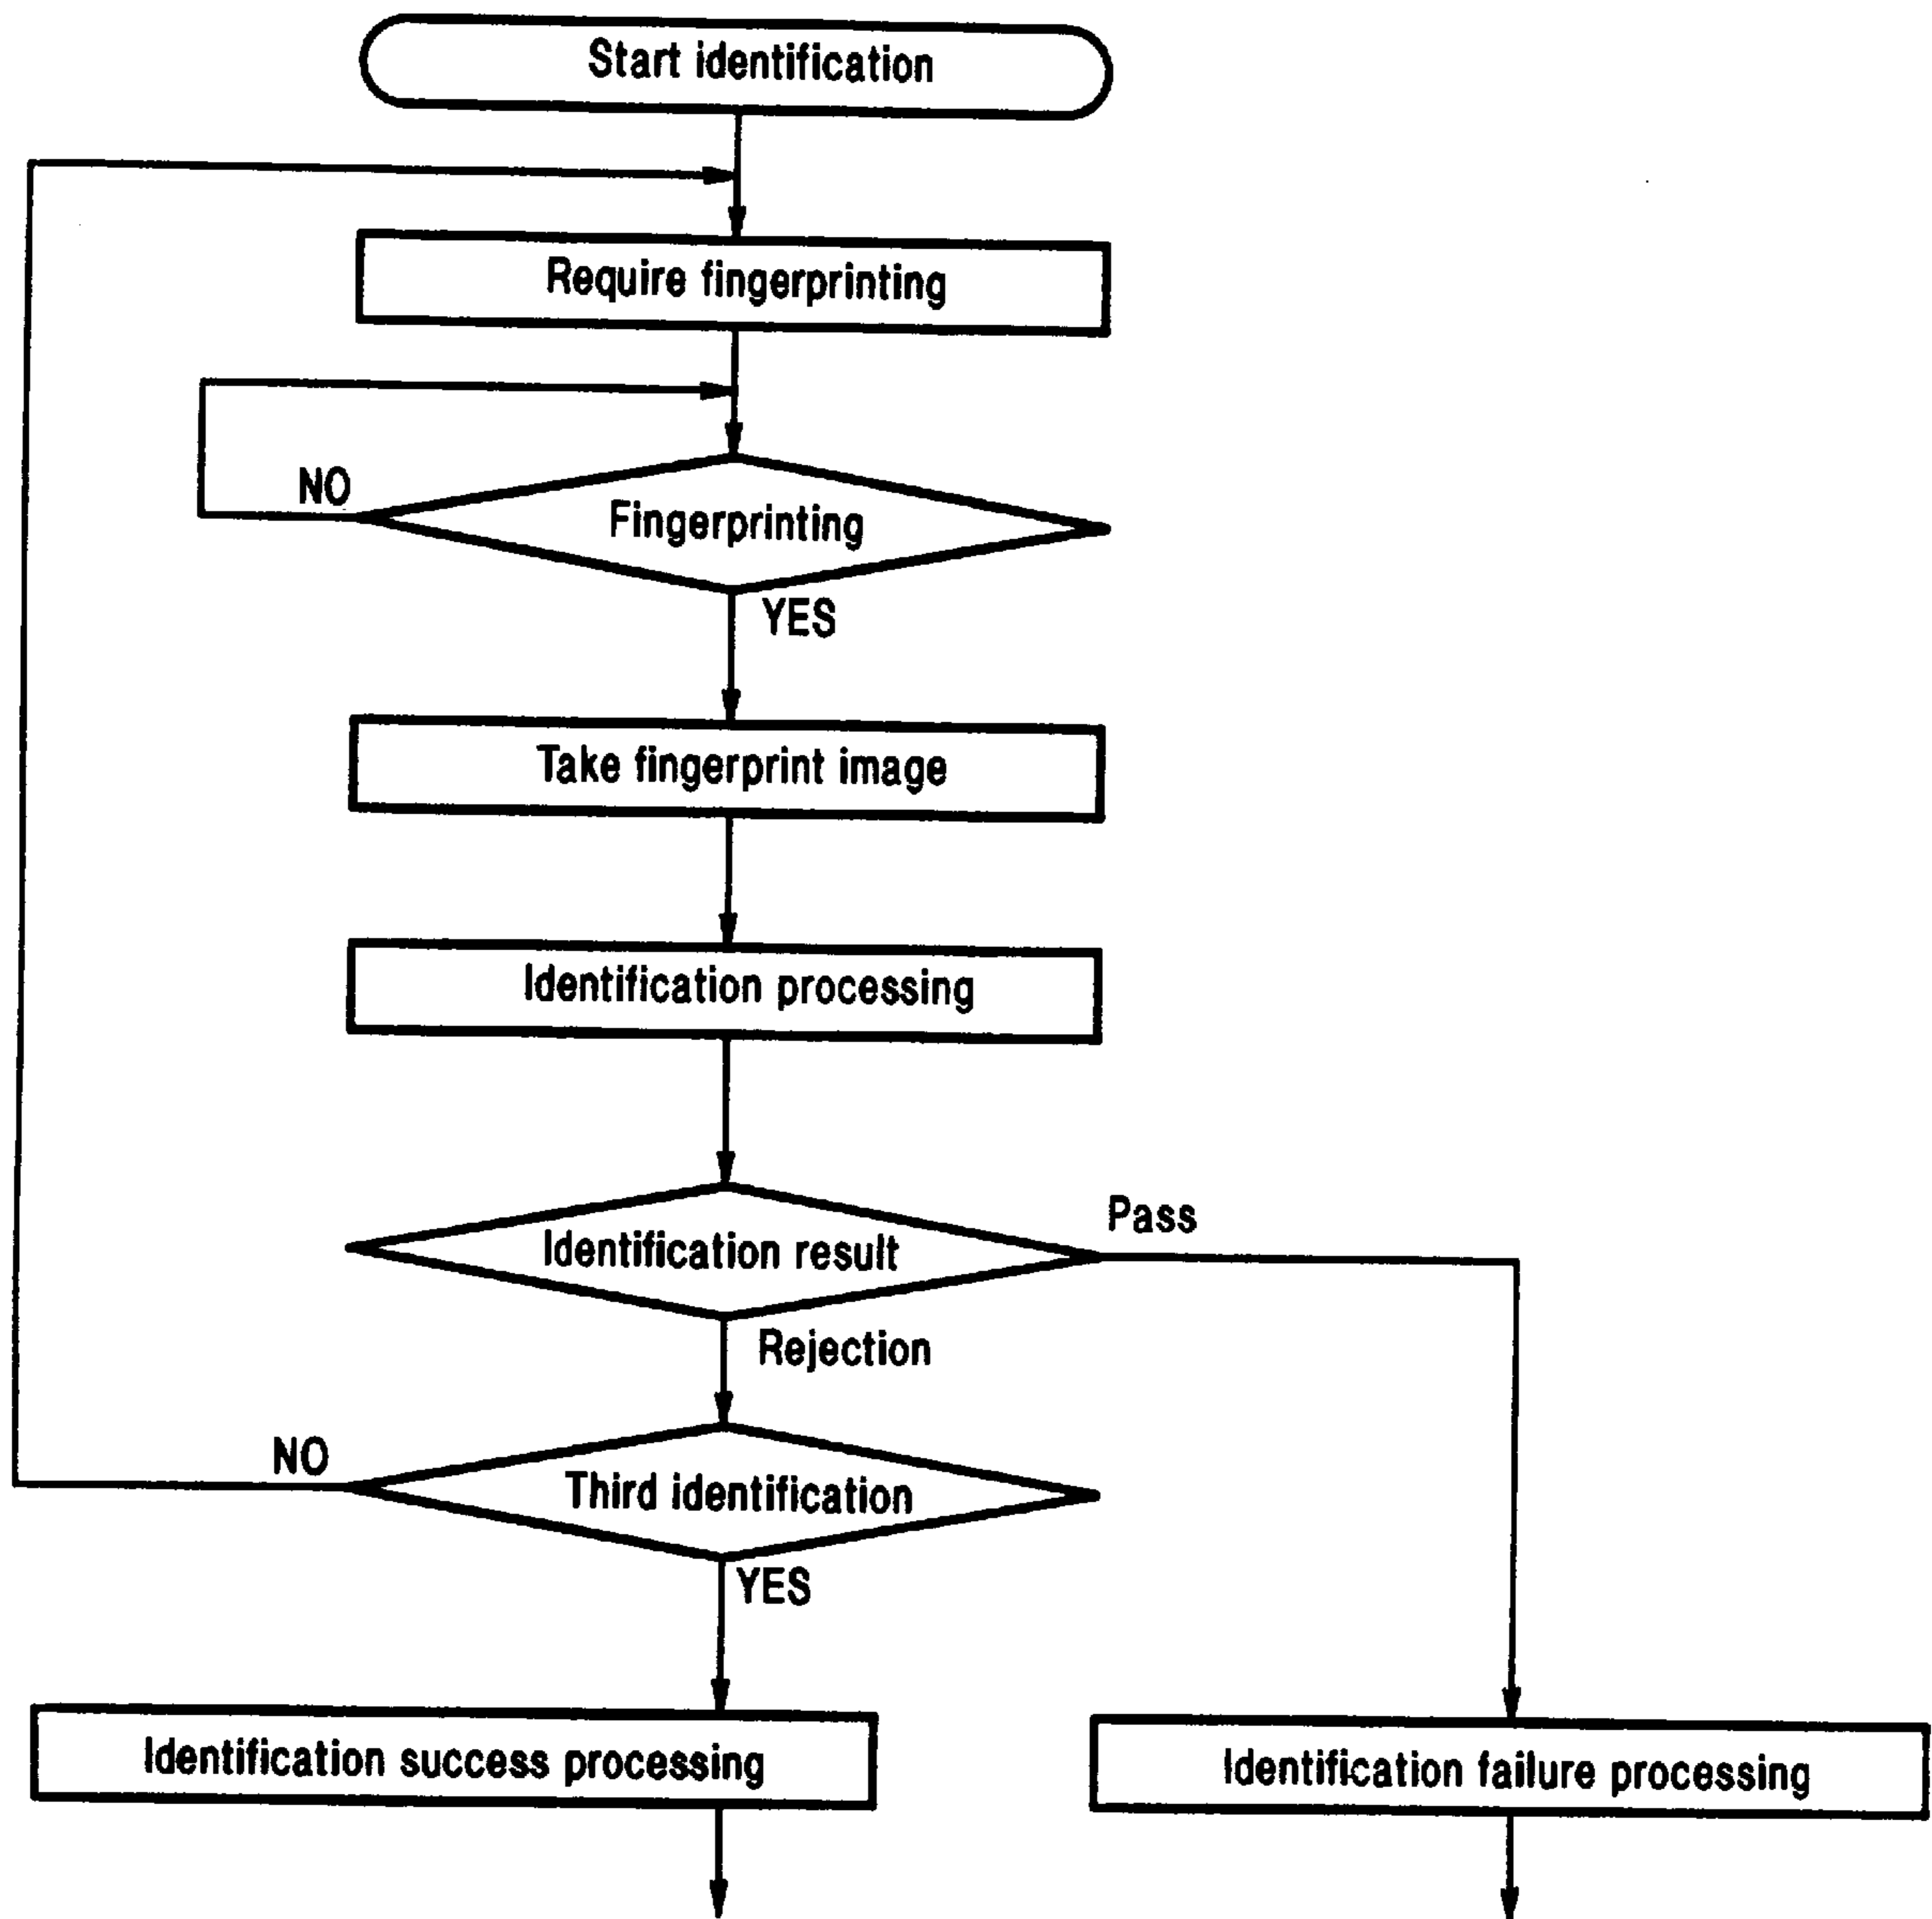 Start identification
Require fingerprinting
NO
Fingerprinting
YES
Take fingerprint image
Identification processing
Pass
Identification result
Rejection
NO
Third identification
YES
Identification success processing
Identification failure processing